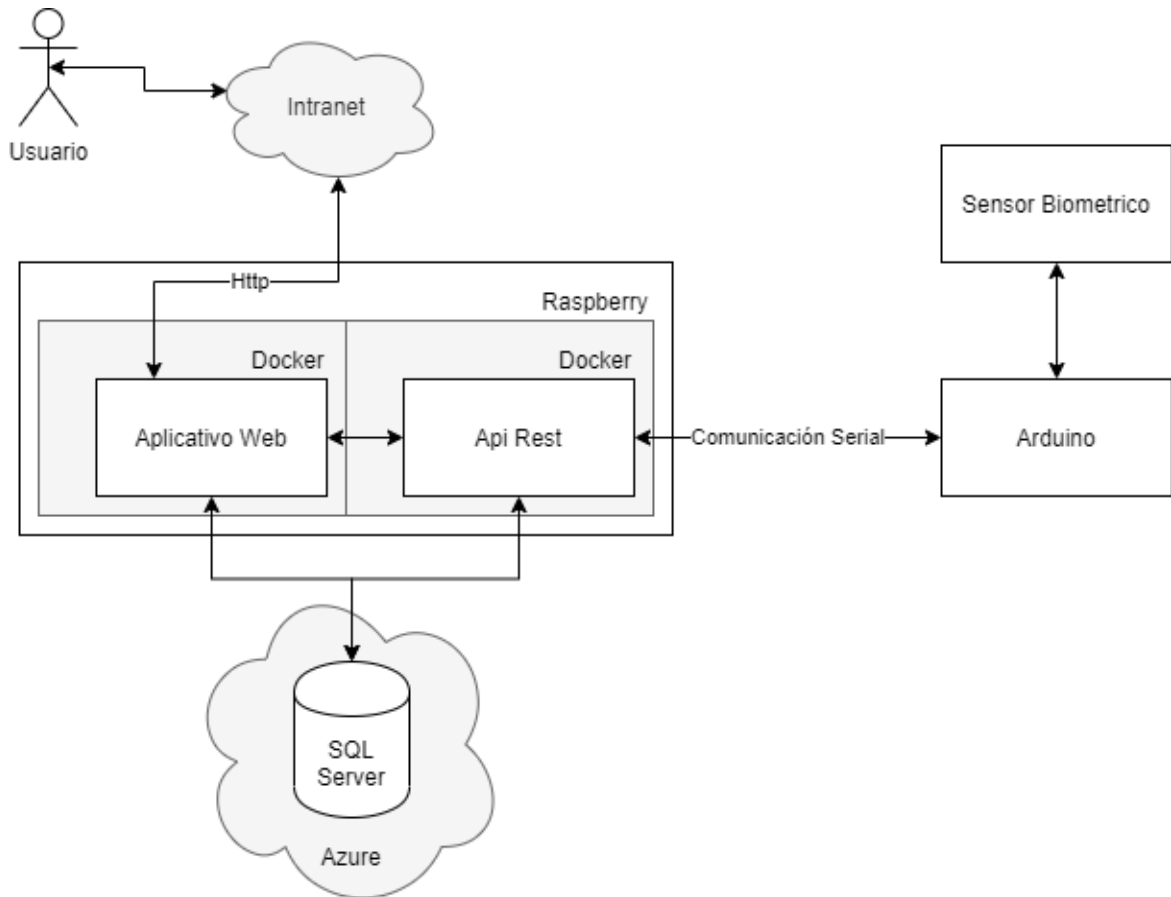 Intranet
Usuario
Sensor Biometrico
Http
Raspberry
Docker
Docker
Aplicativo Web
Api Rest
Comunicación Serial
Arduino
SQL
Server
Azure